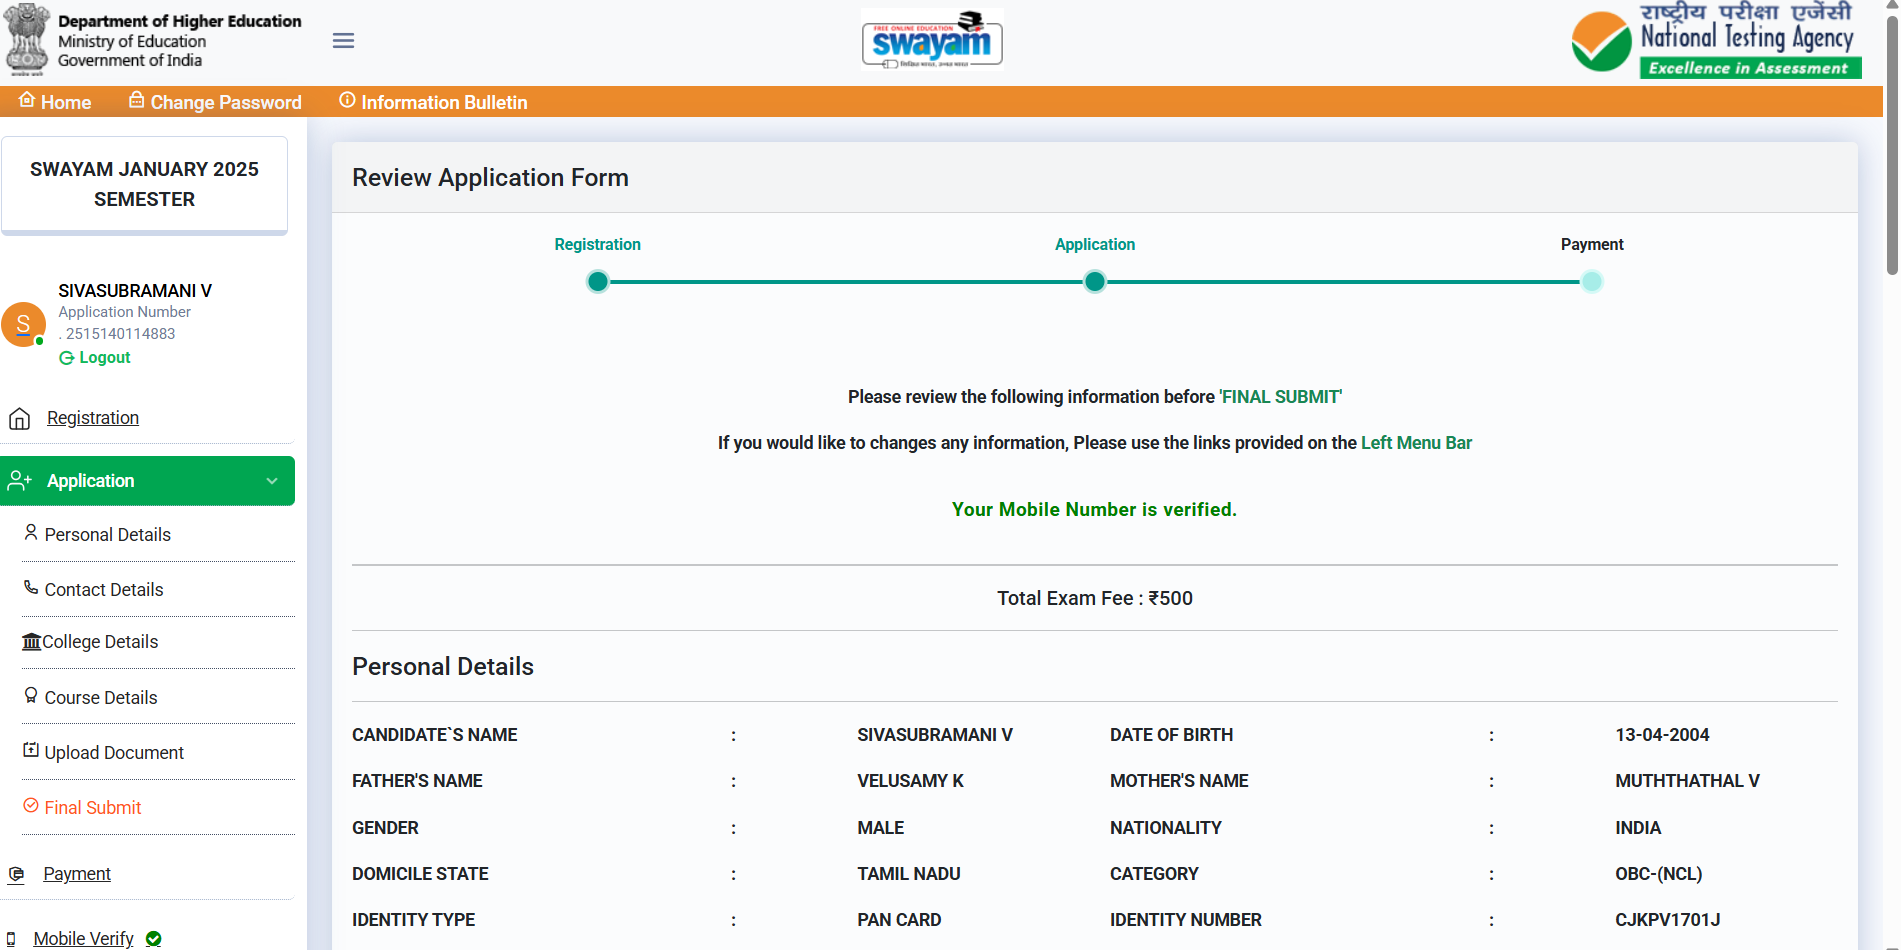 Department of Higher Education
Ministry of Education
Government of India
FREE ONLINE EDUCATION
swayam
राष्ट्रीय परीक्षा एजेंसी
National Testing Agency
Excellence in Assessment
Home
Change Password
Information Bulletin
SWAYAM JANUARY 2025
SEMESTER
S
SIVASUBRAMANI V
Application Number
. 2515140114883
Logout
Registration
Application
Personal Details
Contact Details
College Details
Course Details
Upload Document
Final Submit
Payment
Mobile Verify
Review Application Form
Registration
Application
Payment
Please review the following information before 'FINAL SUBMIT'
If you would like to changes any information, Please use the links provided on the Left Menu Bar
Your Mobile Number is verified.
Total Exam Fee : ₹500
Personal Details
CANDIDATE`S NAME : SIVASUBRAMANI V DATE OF BIRTH : 13-04-2004
FATHER'S NAME : VELUSAMY K MOTHER'S NAME : MUTHTHATHAL V
GENDER : MALE NATIONALITY : INDIA
DOMICILE STATE : TAMIL NADU CATEGORY : OBC-(NCL)
IDENTITY TYPE : PAN CARD IDENTITY NUMBER : CJKPV1701J